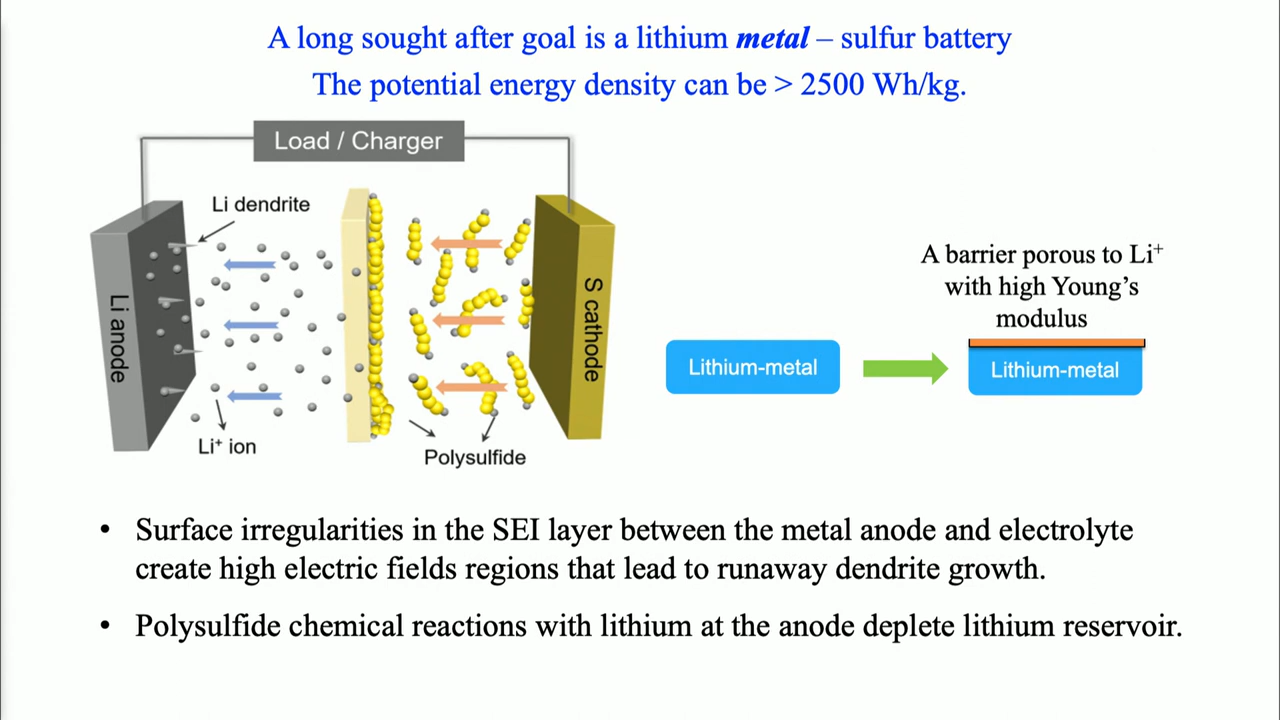 A long sought after goal is a lithium metal – sulfur battery
The potential energy density can be > 2500 Wh/kg.
Load / Charger
Li dendrite
Li anode
S cathode
Li⁺ ion
Polysulfide
A barrier porous to Li⁺
with high Young’s
modulus
Lithium-metal
Lithium-metal
• Surface irregularities in the SEI layer between the metal anode and electrolyte
create high electric fields regions that lead to runaway dendrite growth.
• Polysulfide chemical reactions with lithium at the anode deplete lithium reservoir.